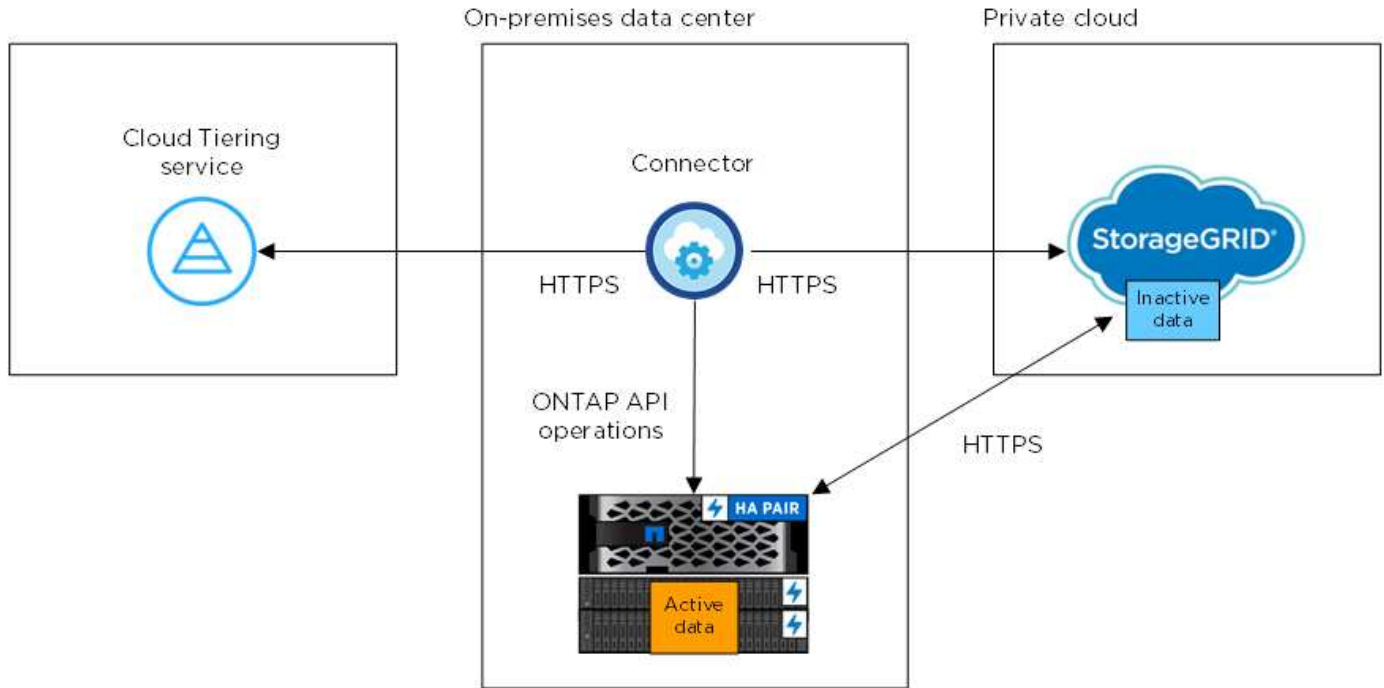 On-premises data center
Private cloud
Cloud Tiering
service
Connector
StorageGRID®
HTTPS
HTTPS
Inactive
data
ONTAP API
operations
HTTPS
HA PAIR
Active
data